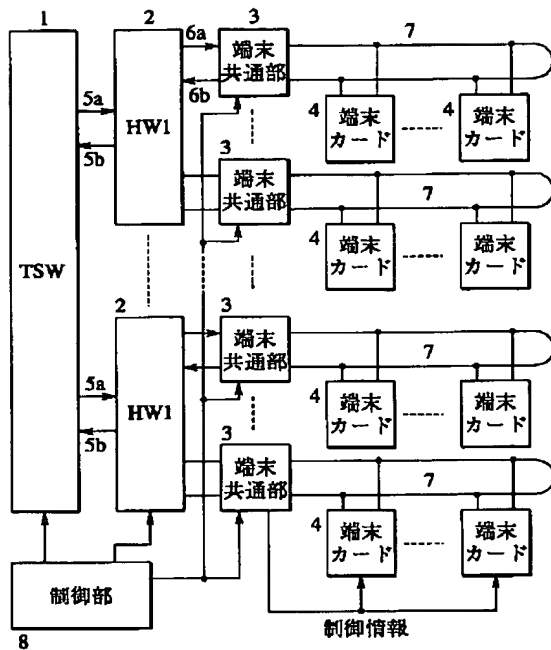 1
2
6a
3
7
端末
共通部
5a
6b
4
4
HW1
端末
カード
端末
カード
5b
3
7
端末
共通部
4
端末
カード
端末
カード
TSW
2
3
端末
共通部
7
5a
4
HW1
端末
カード
端末
カード
5b
3
端末
共通部
7
4
端末
カード
端末
カード
制御部
制御情報
8